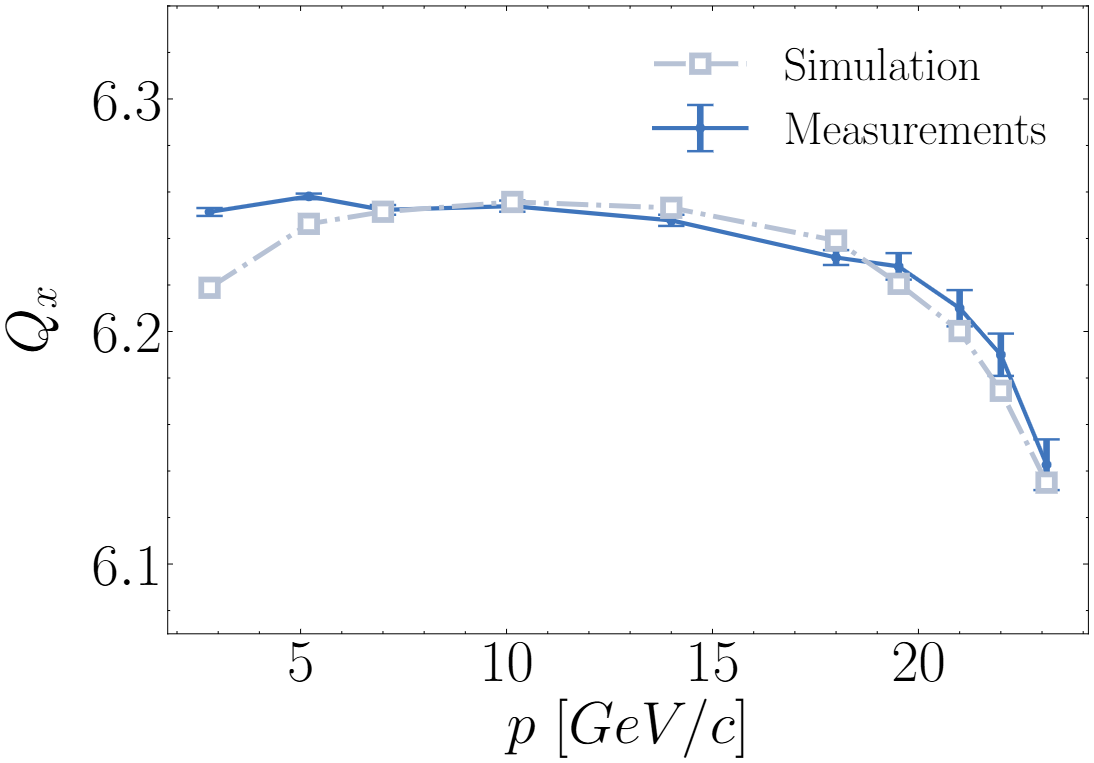 Simulation
Measurements
6.3
6.2
6.1
Q_x
5 10 15 20
p [GeV/c]